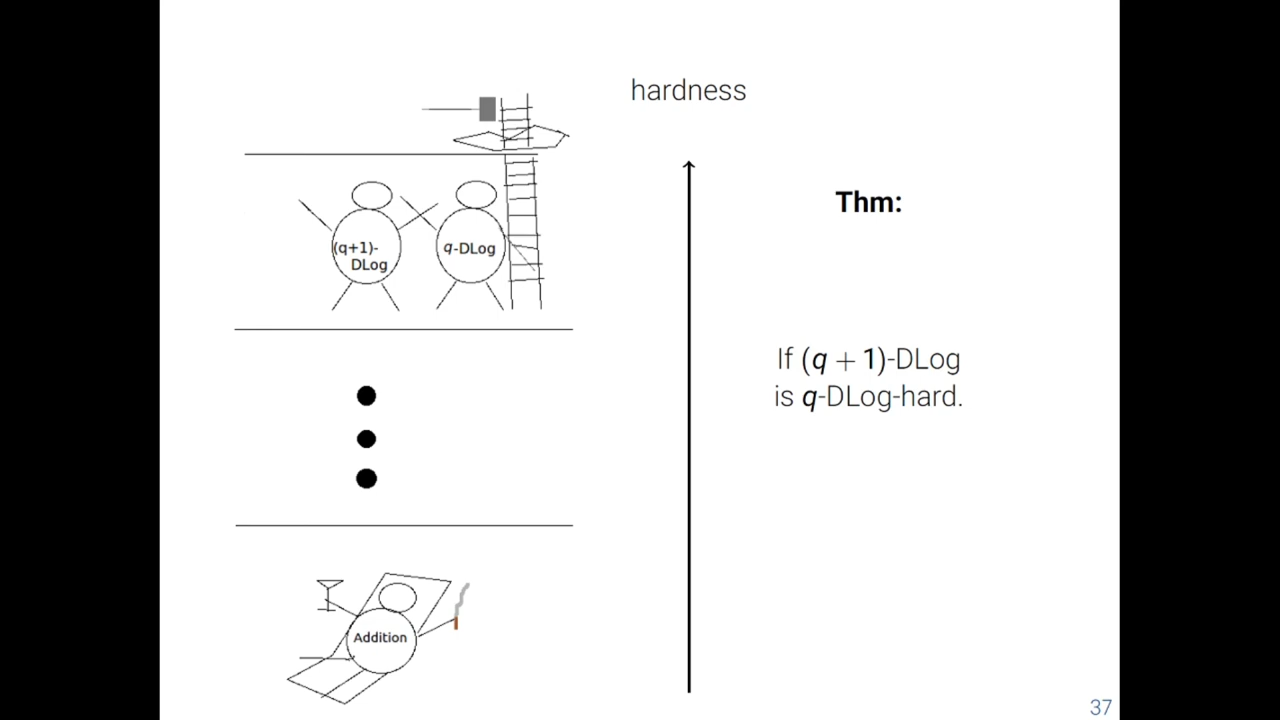 hardness
Thm:
(q+1)-
DLog
q-DLog
If (q + 1)-DLog
is q-DLog-hard.
Addition
37